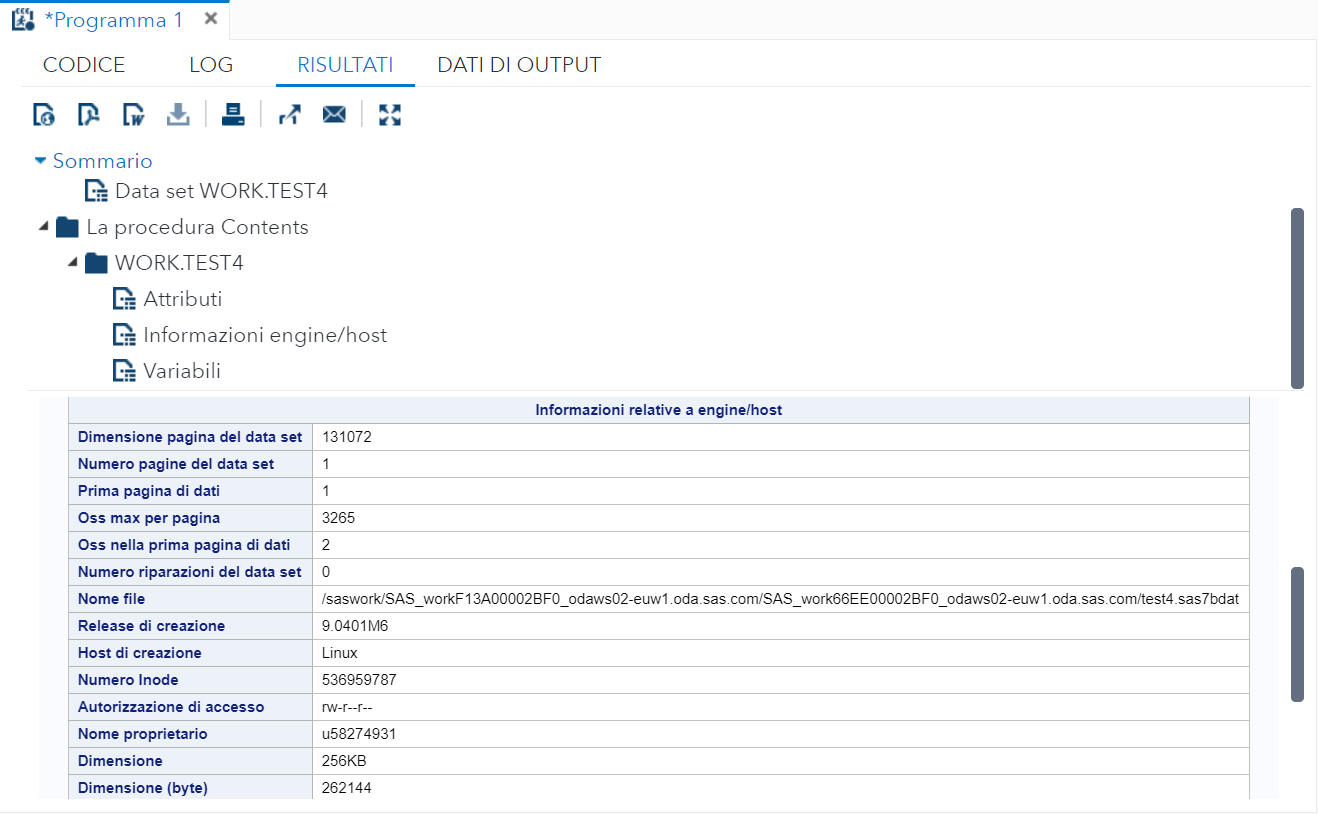 *Programma 1
CODICE LOG RISULTATI DATI DI OUTPUT
Sommario
Data set WORK.TEST4
La procedura Contents
WORK.TEST4
Attributi
Informazioni engine/host
Variabili
Informazioni relative a engine/host
Dimensione pagina del data set 131072
Numero pagine del data set 1
Prima pagina di dati 1
Oss max per pagina 3265
Oss nella prima pagina di dati 2
Numero riparazioni del data set 0
Nome file /saswork/SAS_workF13A00002BF0_odaws02-euw1.oda.sas.com/SAS_work66EE00002BF0_odaws02-euw1.oda.sas.com/test4.sas7bdat
Release di creazione 9.0401M6
Host di creazione Linux
Numero Inode 536959787
Autorizzazione di accesso rw-r--r--
Nome proprietario u58274931
Dimensione 256KB
Dimensione (byte) 262144